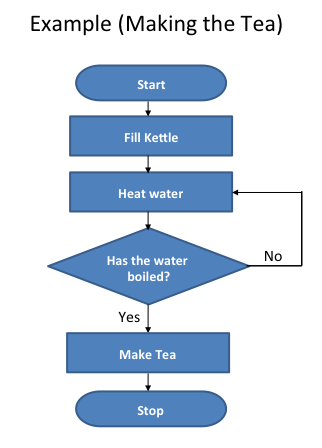 Example (Making the Tea)
Start
Fill Kettle
Heat water
Has the water
boiled?
No
Yes
Make Tea
Stop